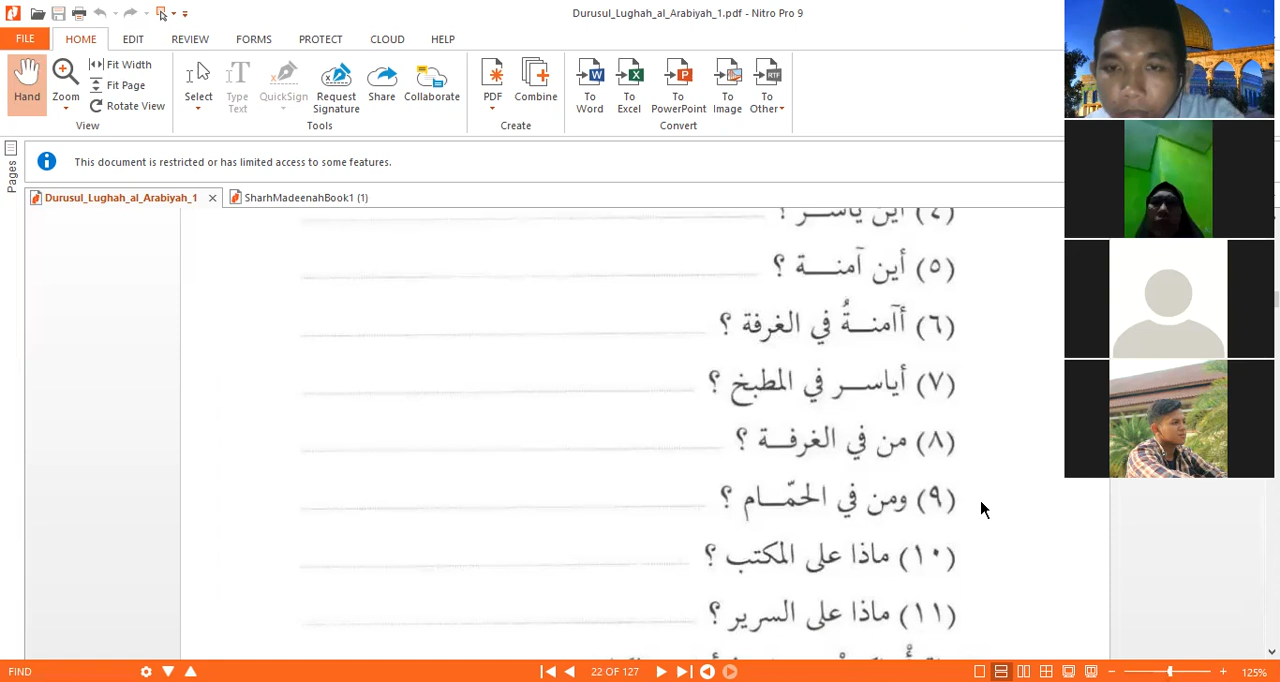 Durusul_Lughah_al_Arabiyah_1.pdf - Nitro Pro 9
FILE HOME EDIT REVIEW FORMS PROTECT CLOUD HELP
Hand
Zoom
Fit Width
Fit Page
Rotate View
Select
Type Text
QuickSign
Request Signature
Share
Collaborate
PDF
Combine
To Word
To Excel
To PowerPoint
To Image
To Other
View
Tools
Create
Convert
Pages
This document is restricted or has limited access to some features.
Durusul_Lughah_al_Arabiyah_1
SharhMadeenahBook1 (1)
(٤) أين ياســر ؟
(٥) أين آمنـــة ؟
(٦) أآمنــةُ في الغرفة ؟
(٧) أياســر في المطبخ ؟
(٨) من في الغرفــة ؟
(٩) ومن في الحمّــام ؟
(١٠) ماذا على المكتب ؟
(١١) ماذا على السرير ؟
FIND
22 OF 127
125%